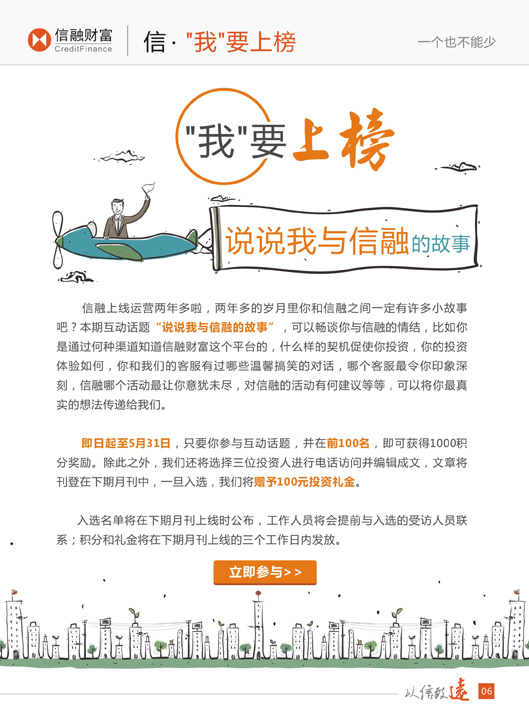 信融财富
CreditFinance
信· "我"要上榜
一个也不能少
"我"要上榜
说说我与信融的故事
信融上线运营两年多啦，两年多的岁月里你和信融之间一定有许多小故事
吧？本期互动话题“说说我与信融的故事”，可以畅谈你与信融的情结，比如你
是通过何种渠道知道信融财富这个平台的，什么样的契机促使你投资，你的投资
体验如何，你和我们的客服有过哪些温馨搞笑的对话，哪个客服最令你印象深
刻，信融哪个活动最让你意犹未尽，对信融的活动有何建议等等，可以将你最真
实的想法传递给我们。
即日起至5月31日，只要你参与互动话题，并在前100名，即可获得1000积
分奖励。除此之外，我们还将选择三位投资人进行电话访问并编辑成文，文章将
刊登在下期月刊中，一旦入选，我们将赠予100元投资礼金。
入选名单将在下期月刊上线时公布，工作人员将会提前与入选的受访人员联
系；积分和礼金将在下期月刊上线的三个工作日内发放。
立即参与>>
以信致远
06